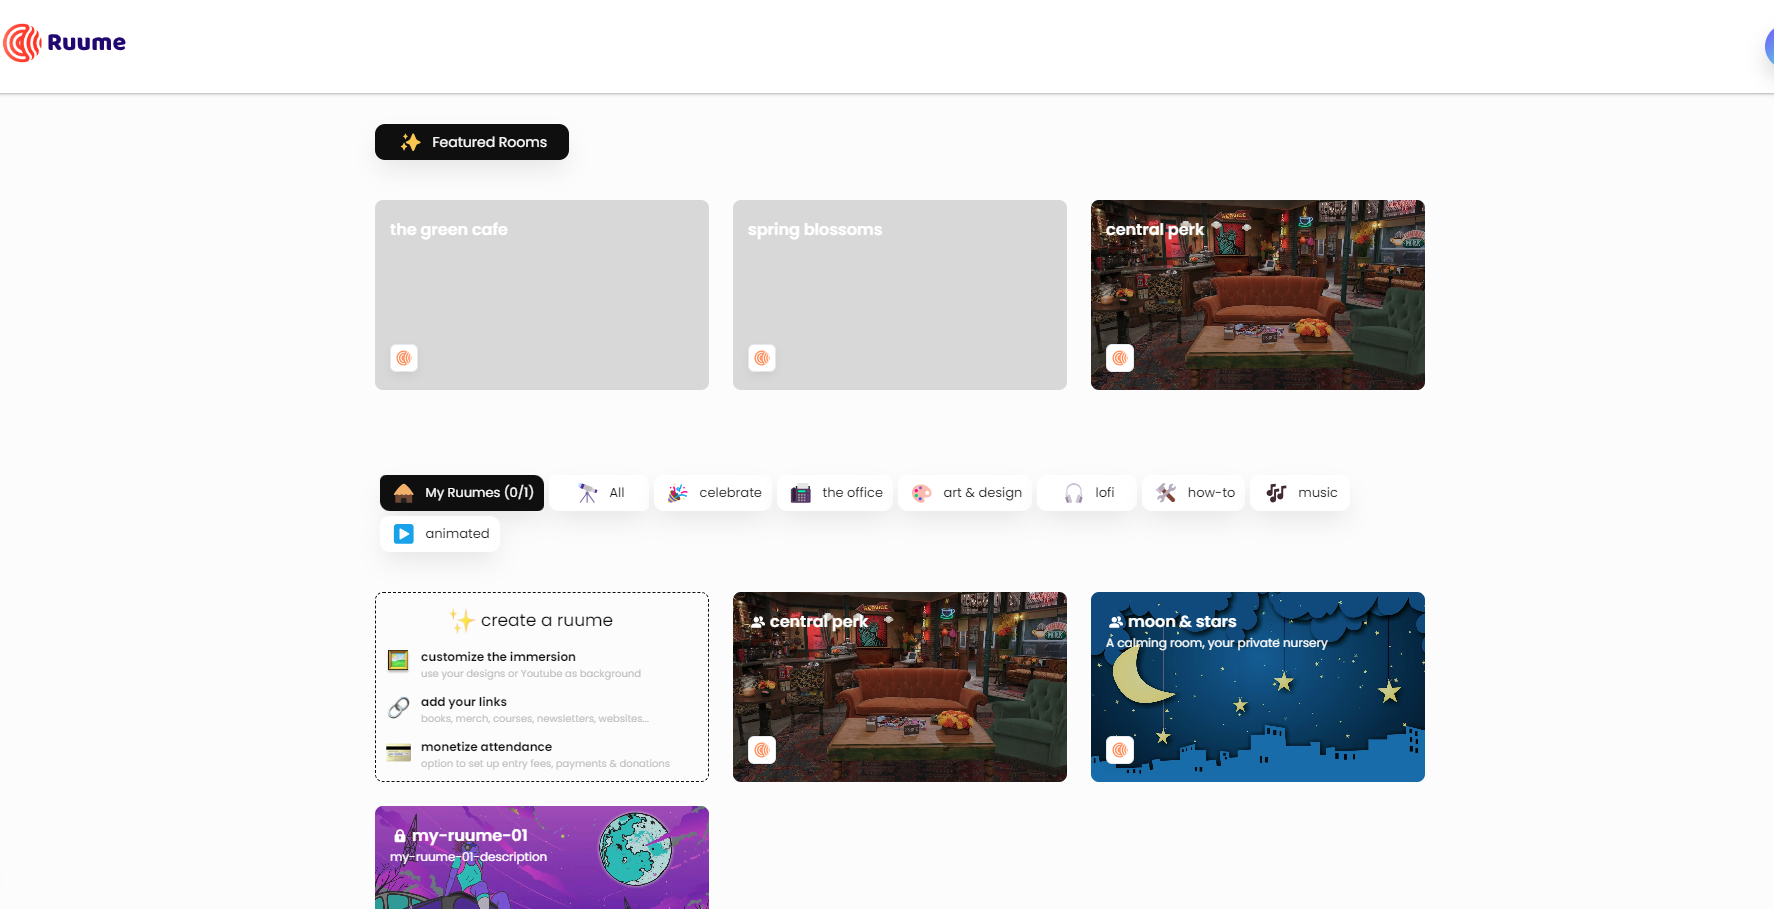 Ruume
Featured Rooms
the green cafe
spring blossoms
central perk
My Ruumes (0/1)
All
celebrate
the office
art & design
lofi
how-to
music
animated
create a ruume
customize the immersion
use your designs or Youtube as background
add your links
books, merch, courses, newsletters, websites...
monetize attendance
option to set up entry fees, payments & donations
central perk
moon & stars
A calming room, your private nursery
my-ruume-01
my-ruume-01-description